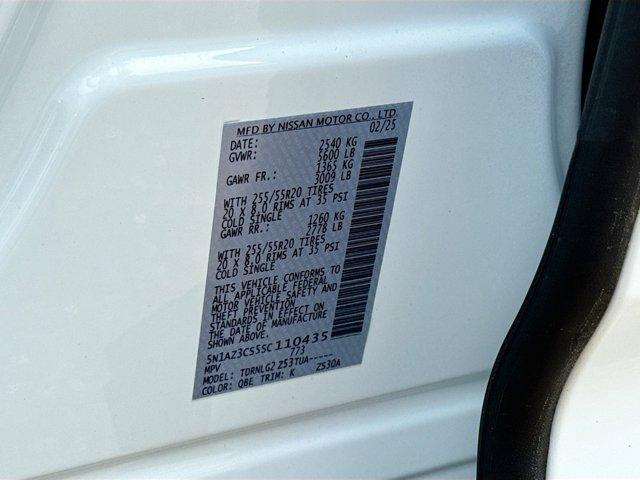 MFD BY NISSAN MOTOR CO., LTD.
DATE: 02/25
GVWR: 2540 KG
5600 LB
GAWR FR.: 1365 KG
3009 LB
WITH 255/55R20 TIRES
20 X 8.0 RIMS AT 35 PSI
COLD SINGLE
GAWR RR.: 1260 KG
2778 LB
WITH 255/55R20 TIRES
20 X 8.0 RIMS AT 35 PSI
COLD SINGLE
THIS VEHICLE CONFORMS TO
ALL APPLICABLE FEDERAL
MOTOR VEHICLE SAFETY AND
THEFT PREVENTION
STANDARDS IN EFFECT ON
THE DATE OF MANUFACTURE
SHOWN ABOVE.
5N1AZ3CS5SC110435
MPV 773
MODEL: TDRNLG2 Z53TUA-----
COLOR: QBE TRIM: K Z530A